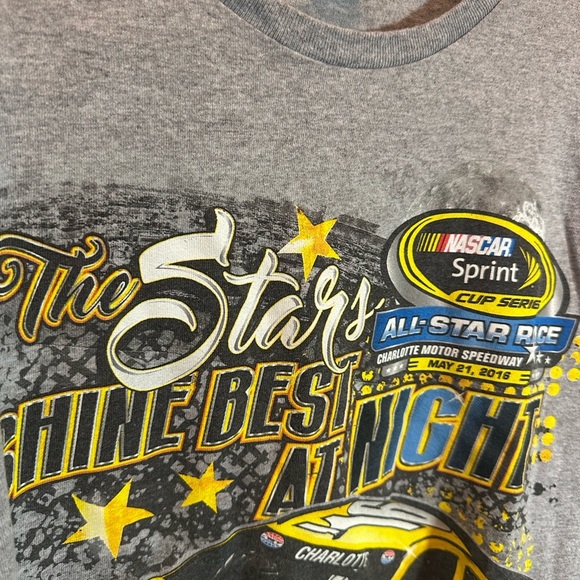 The Stars
SHINE BEST
AT NIGHT
NASCAR
Sprint
CUP SERIES
ALL-STAR RACE
CHARLOTTE MOTOR SPEEDWAY
MAY 21, 2016
CHARLOTTE